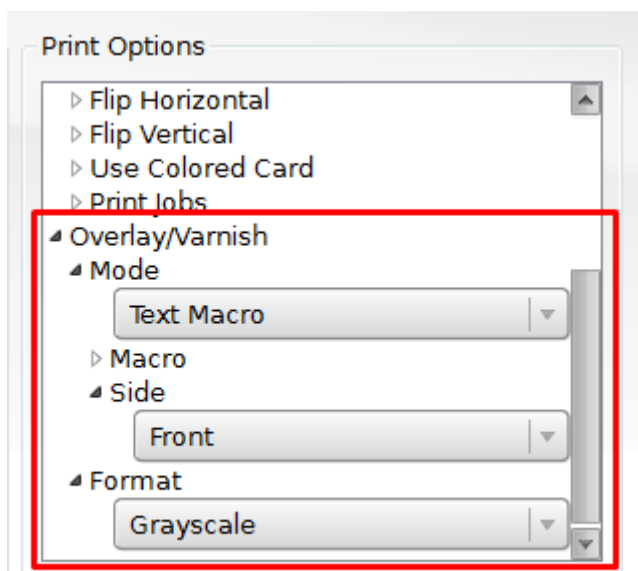 Print Options
Flip Horizontal
Flip Vertical
Use Colored Card
Print Jobs
Overlay/Varnish
Mode
Text Macro
Macro
Side
Front
Format
Grayscale